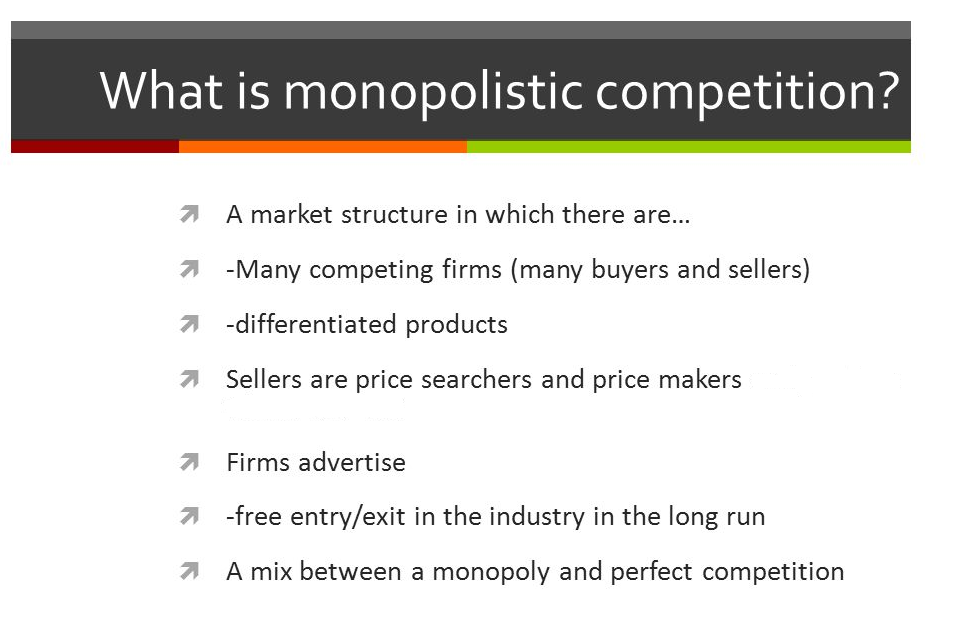 What is monopolistic competition?
A market structure in which there are...
-Many competing firms (many buyers and sellers)
-differentiated products
Sellers are price searchers and price makers
Firms advertise
-free entry/exit in the industry in the long run
A mix between a monopoly and perfect competition